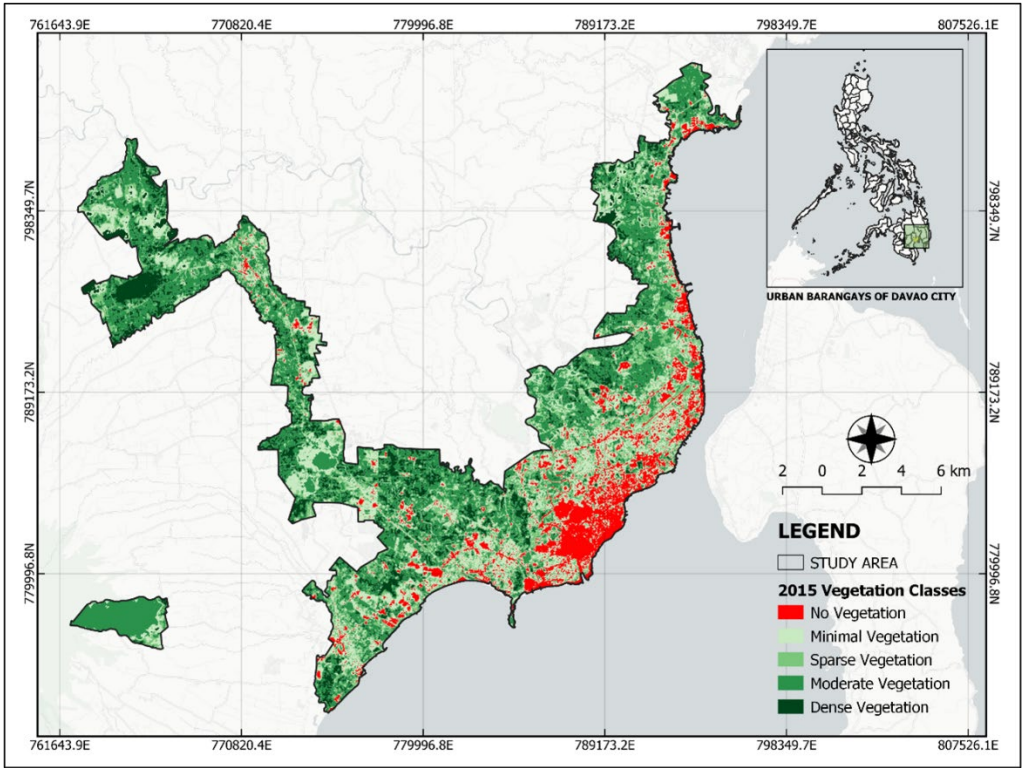 761643.9E 770820.4E 779996.8E 789173.2E 798349.7E 807526.1E
798349.7N 798349.7N
URBAN BARANGAYS OF DAVAO CITY
789173.2N 789173.2N
2 0 2 4 6 km
LEGEND
STUDY AREA
2015 Vegetation Classes
No Vegetation
Minimal Vegetation
Sparse Vegetation
Moderate Vegetation
Dense Vegetation
779996.8N 779996.8N
761643.9E 770820.4E 779996.8E 789173.2E 798349.7E 807526.1E